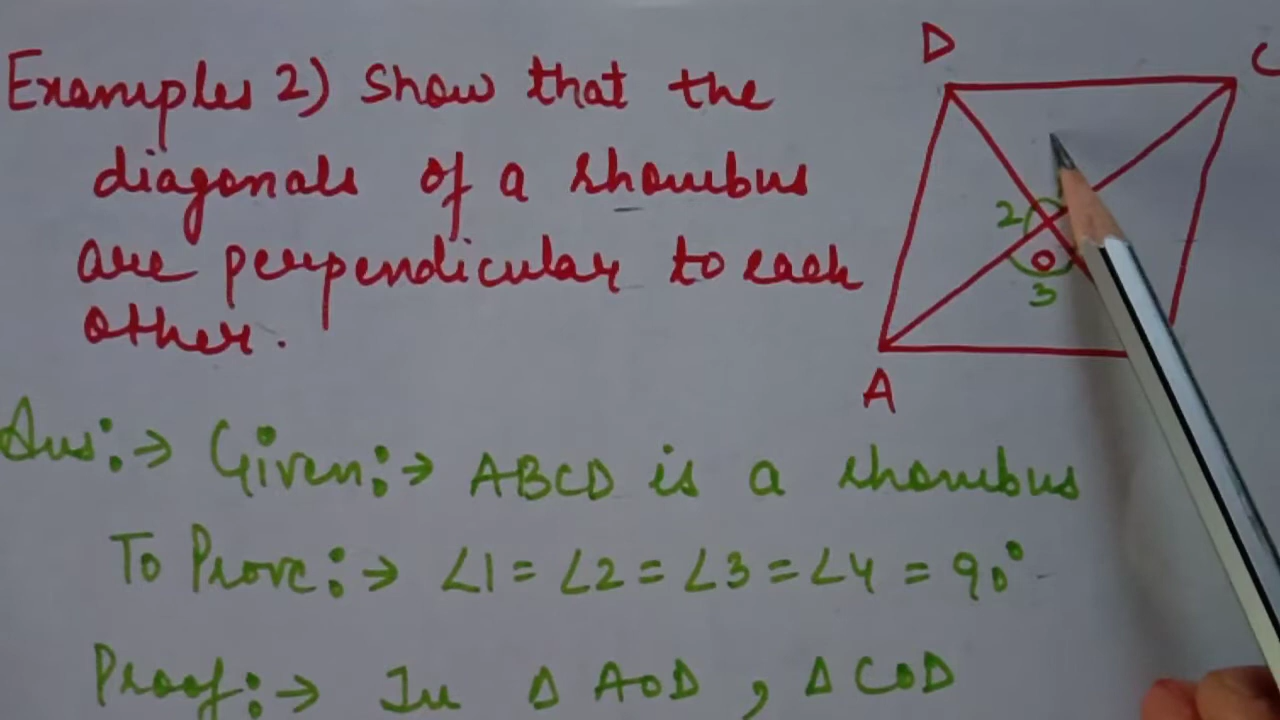 Examples 2) Show that the
diagonals of a rhombus
are perpendicular to each
other.
D
C
2
O
3
A
Ans:→ Given:→ ABCD is a rhombus
To Prove:→ ∠1 = ∠2 = ∠3 = ∠4 = 90°
Proof:→ In Δ AOD, Δ COD